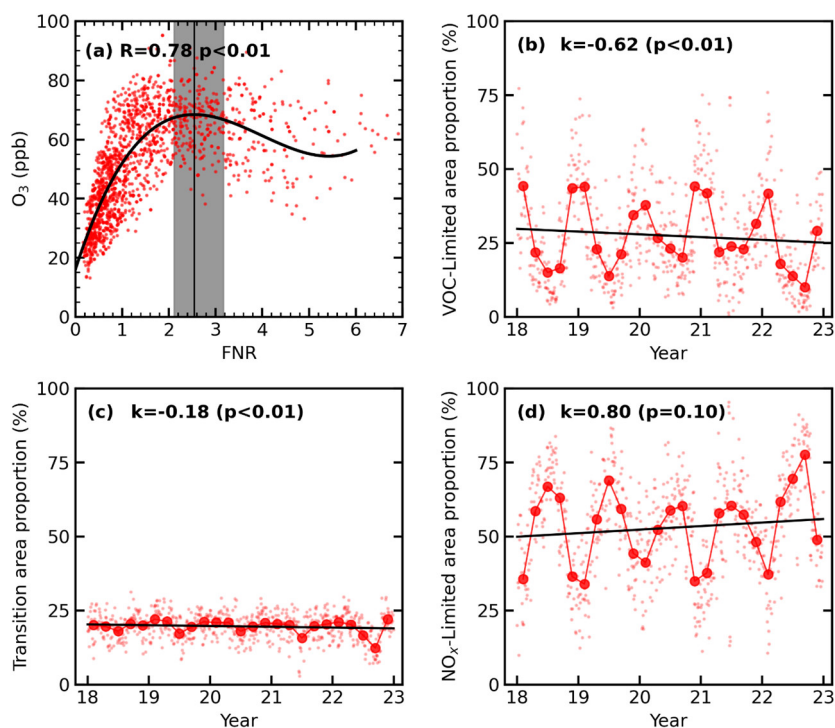 (a) R=0.78 p<0.01
100
80
60
40
20
0
O₃ (ppb)
0 1 2 3 4 5 6 7
FNR
(b) k=-0.62 (p<0.01)
100
75
50
25
0
VOC-Limited area proportion (%)
18 19 20 21 22 23
Year
(c) k=-0.18 (p<0.01)
100
75
50
25
0
Transition area proportion (%)
18 19 20 21 22 23
Year
(d) k=0.80 (p=0.10)
100
75
50
25
0
NOₓ-Limited area proportion (%)
18 19 20 21 22 23
Year